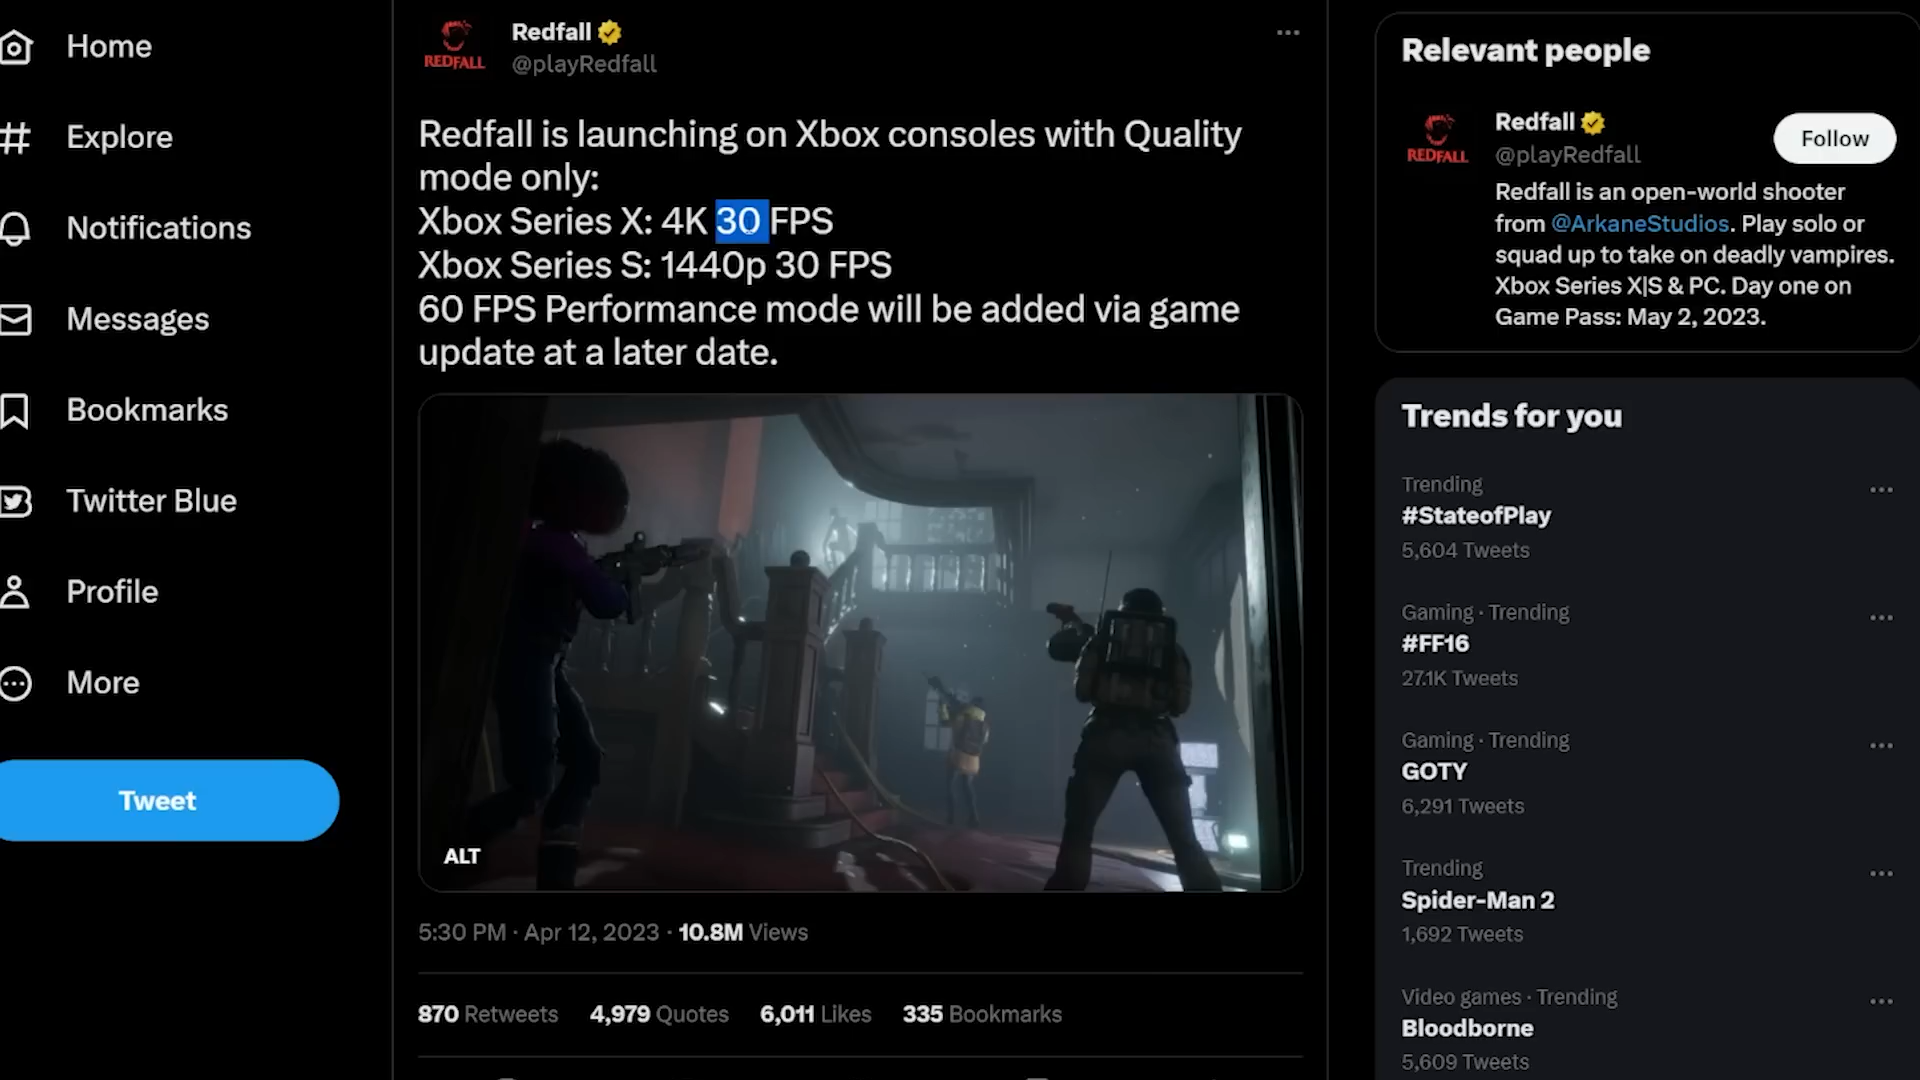 Home
Explore
Notifications
Messages
Bookmarks
Twitter Blue
Profile
More
Tweet
REDFALL
Redfall
@playRedfall
Redfall is launching on Xbox consoles with Quality
mode only:
Xbox Series X: 4K 30 FPS
Xbox Series S: 1440p 30 FPS
60 FPS Performance mode will be added via game
update at a later date.
ALT
5:30 PM · Apr 12, 2023 · 10.8M Views
870 Retweets 4,979 Quotes 6,011 Likes 335 Bookmarks
Relevant people
REDFALL
Redfall
@playRedfall
Follow
Redfall is an open-world shooter
from @ArkaneStudios. Play solo or
squad up to take on deadly vampires.
Xbox Series X|S & PC. Day one on
Game Pass: May 2, 2023.
Trends for you
Trending
#StateofPlay
5,604 Tweets
Gaming · Trending
#FF16
27.1K Tweets
Gaming · Trending
GOTY
6,291 Tweets
Trending
Spider-Man 2
1,692 Tweets
Video games · Trending
Bloodborne
5,609 Tweets